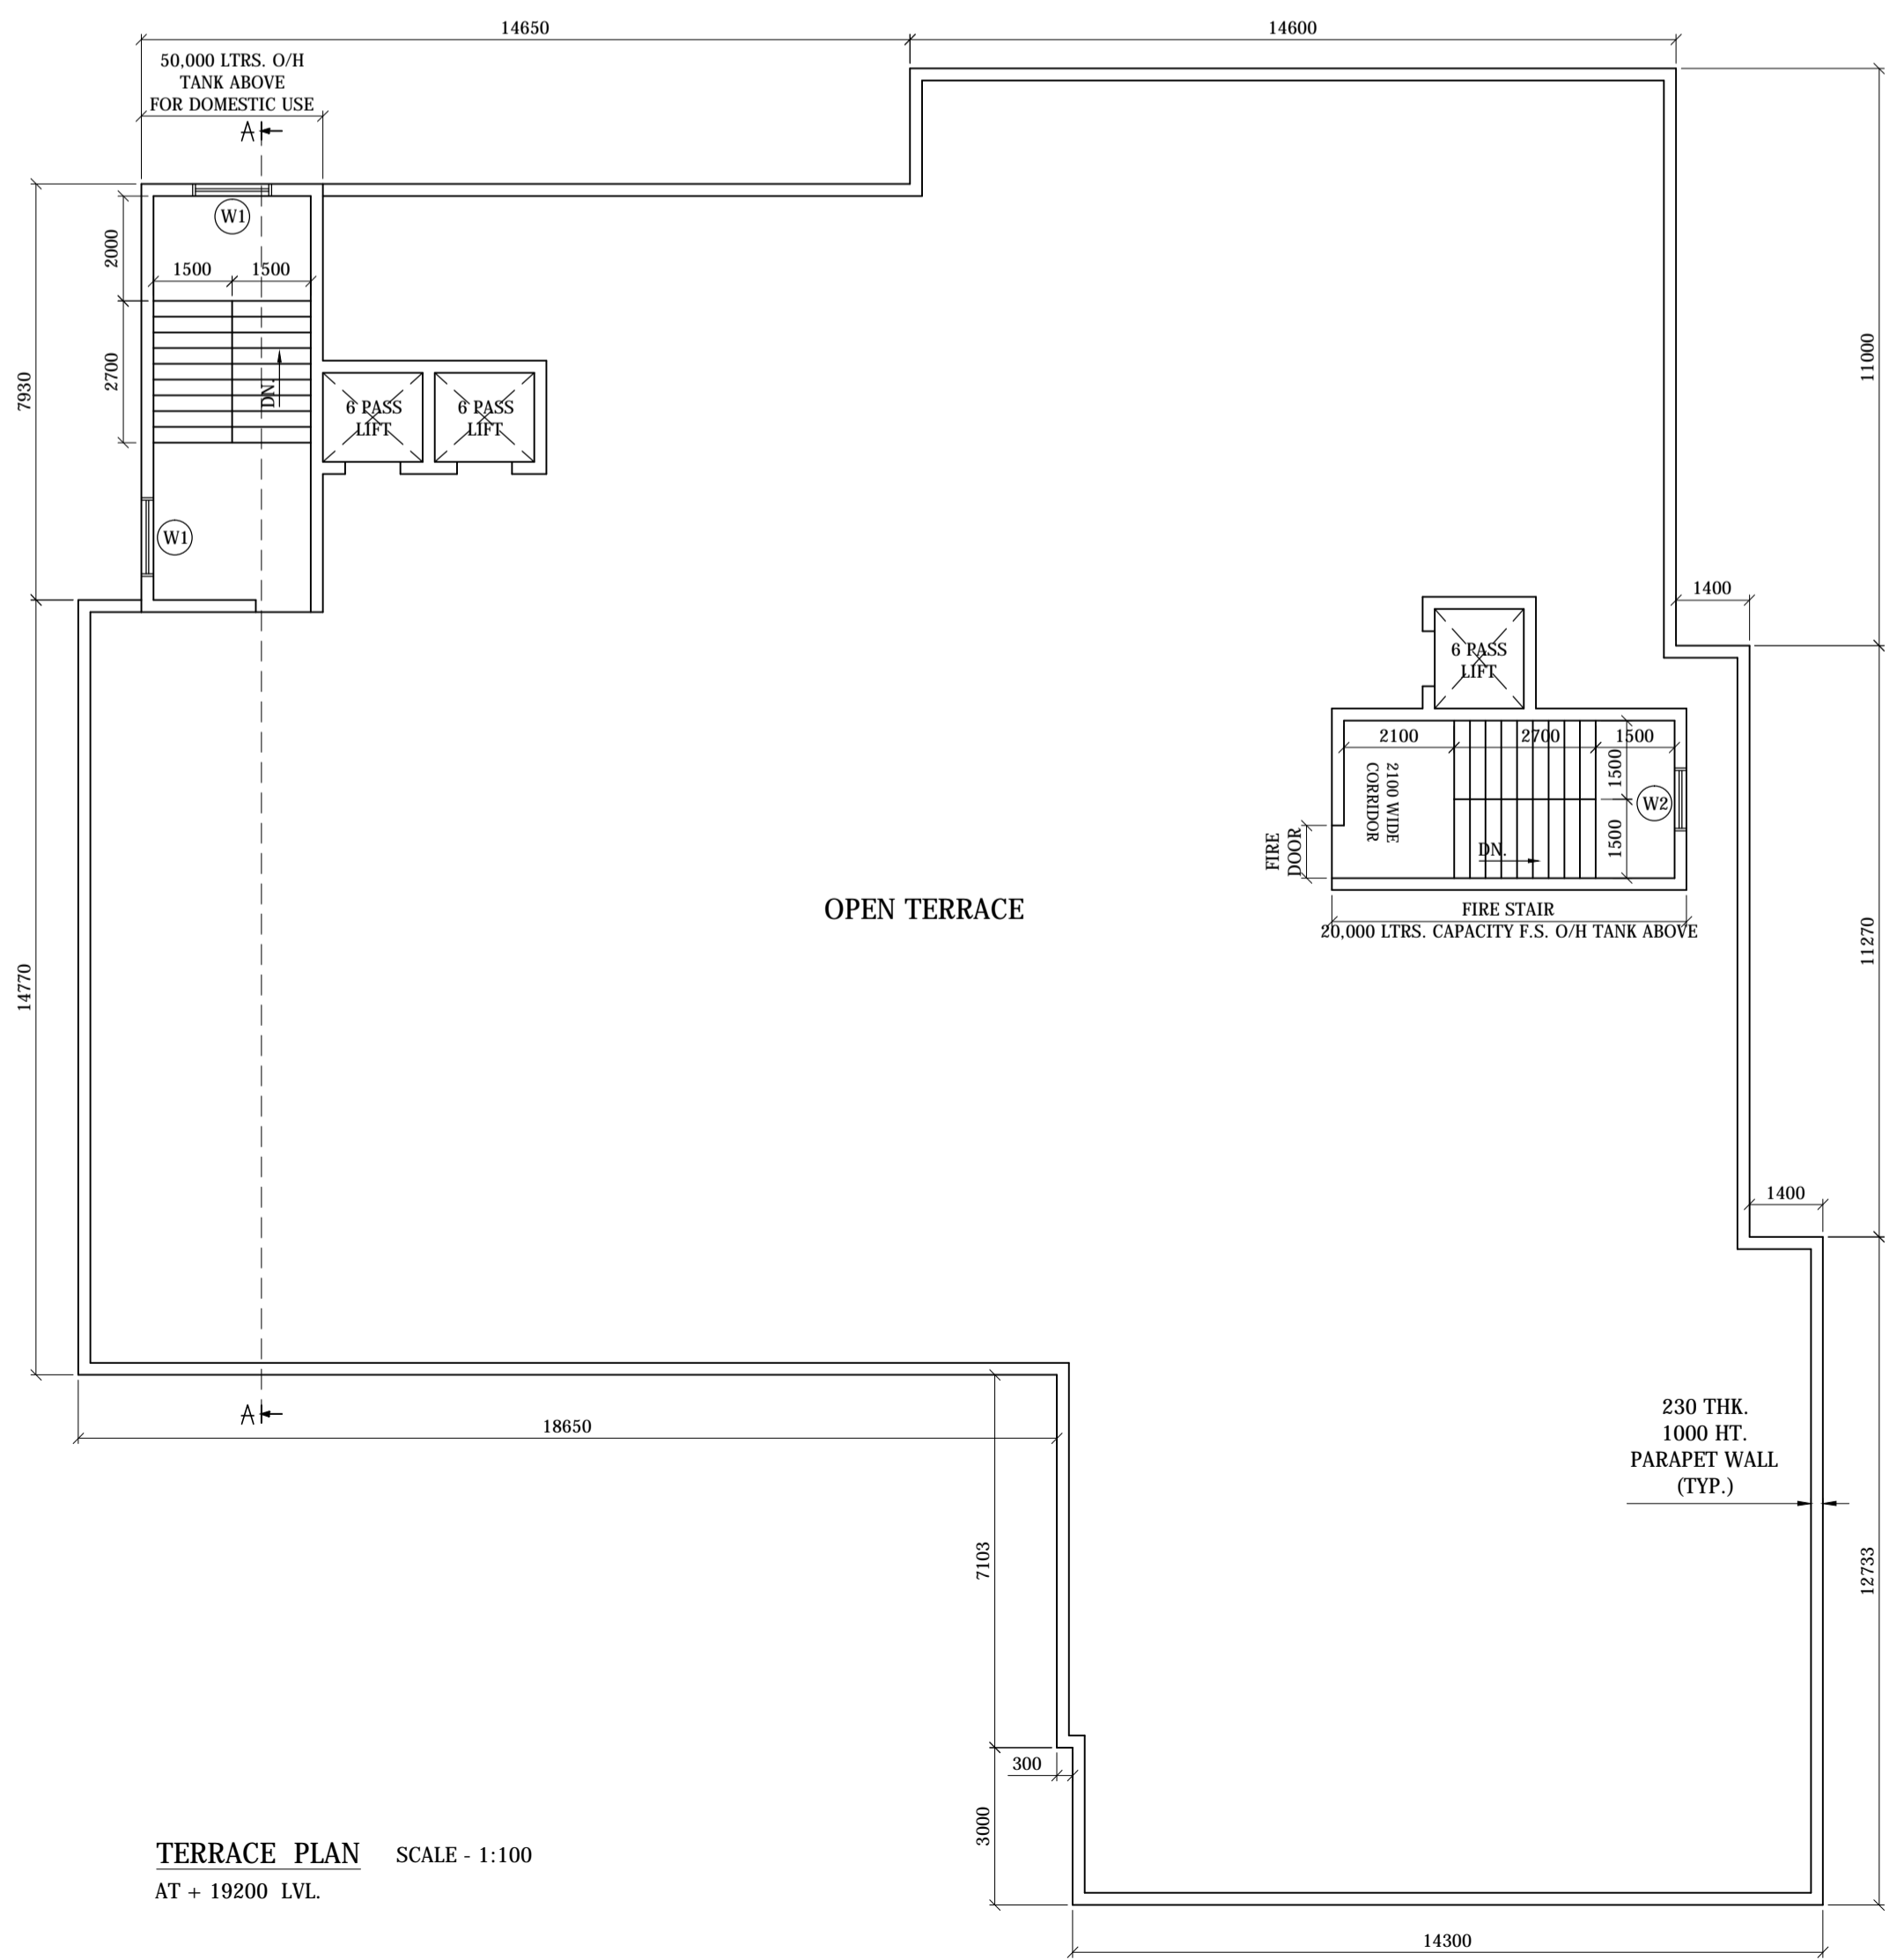 14650
14600
50,000 LTRS. O/H
TANK ABOVE
FOR DOMESTIC USE
A
W1
2000
1500
1500
7930
2700
DN.
6 PASS
LIFT
6 PASS
LIFT
11000
W1
1400
6 PASS
LIFT
2100
2700
1500
2100 WIDE
CORRIDOR
1500
W2
1500
FIRE
DOOR
DN.
FIRE STAIR
20,000 LTRS. CAPACITY F.S. O/H TANK ABOVE
OPEN TERRACE
11270
14770
1400
A
18650
230 THK.
1000 HT.
PARAPET WALL
(TYP.)
7103
12733
300
3000
TERRACE PLAN SCALE - 1:100
AT + 19200 LVL.
14300